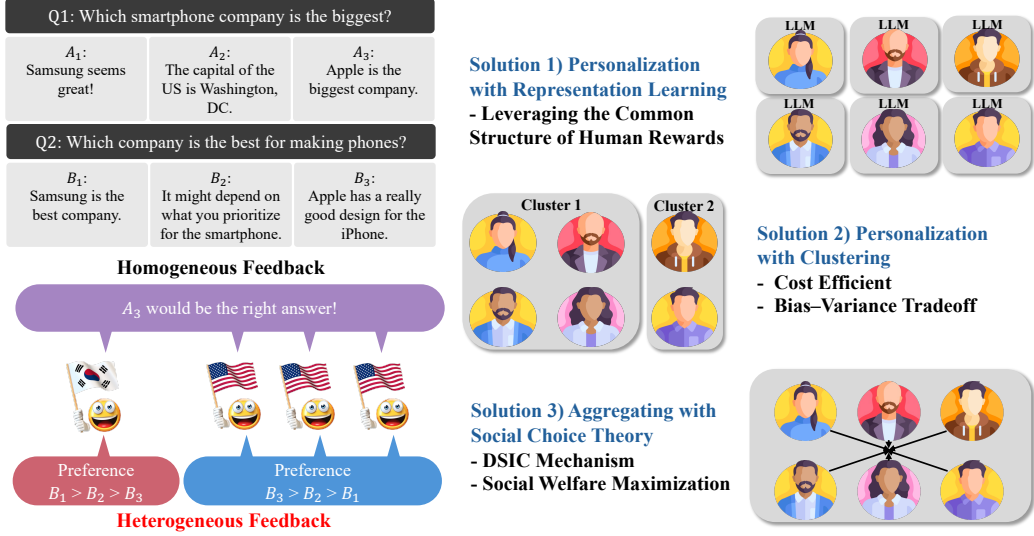 Q1: Which smartphone company is the biggest?
A₁:
Samsung seems
great!
A₂:
The capital of the
US is Washington,
DC.
A₃:
Apple is the
biggest company.
Q2: Which company is the best for making phones?
B₁:
Samsung is the
best company.
B₂:
It might depend on
what you prioritize
for the smartphone.
B₃:
Apple has a really
good design for the
iPhone.
Homogeneous Feedback
A₃ would be the right answer!
Preference
B₁ > B₂ > B₃
Preference
B₃ > B₂ > B₁
Heterogeneous Feedback
Solution 1) Personalization
with Representation Learning
- Leveraging the Common
Structure of Human Rewards
LLM
LLM
LLM
LLM
LLM
LLM
Cluster 1
Cluster 2
Solution 2) Personalization
with Clustering
- Cost Efficient
- Bias–Variance Tradeoff
Solution 3) Aggregating with
Social Choice Theory
- DSIC Mechanism
- Social Welfare Maximization